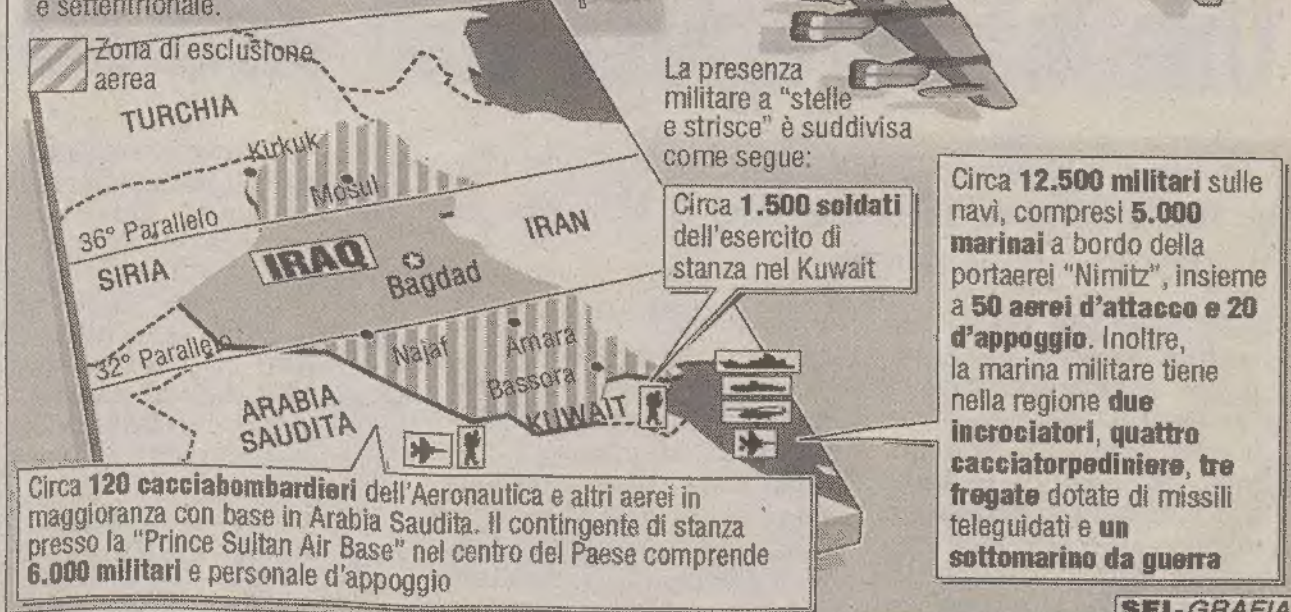 e settentrionale.
Zona di esclusione
aerea
TURCHIA
Kirkuk
Mosul
36° Parallelo
SIRIA
IRAQ
Bagdad
IRAN
32° Parallelo
Najaf
Amara
Bassora
ARABIA
SAUDITA
KUWAIT
La presenza
militare a "stelle
e strisce" è suddivisa
come segue:
Circa 1.500 soldati
dell'esercito di
stanza nel Kuwait
Circa 12.500 militari sulle
navi, compresi 5.000
marinai a bordo della
portaerei "Nimitz", insieme
a 50 aerei d'attacco e 20
d'appoggio. Inoltre,
la marina militare tiene
nella regione due
incrociatori, quattro
cacciatorpediniere, tre
fregate dotate di missili
teleguidati e un
sottomarino da guerra
Circa 120 cacciabombardieri dell'Aeronautica e altri aerei in
maggioranza con base in Arabia Saudita. Il contingente di stanza
presso la "Prince Sultan Air Base" nel centro del Paese comprende
6.000 militari e personale d'appoggio
SEI- GRAFIA